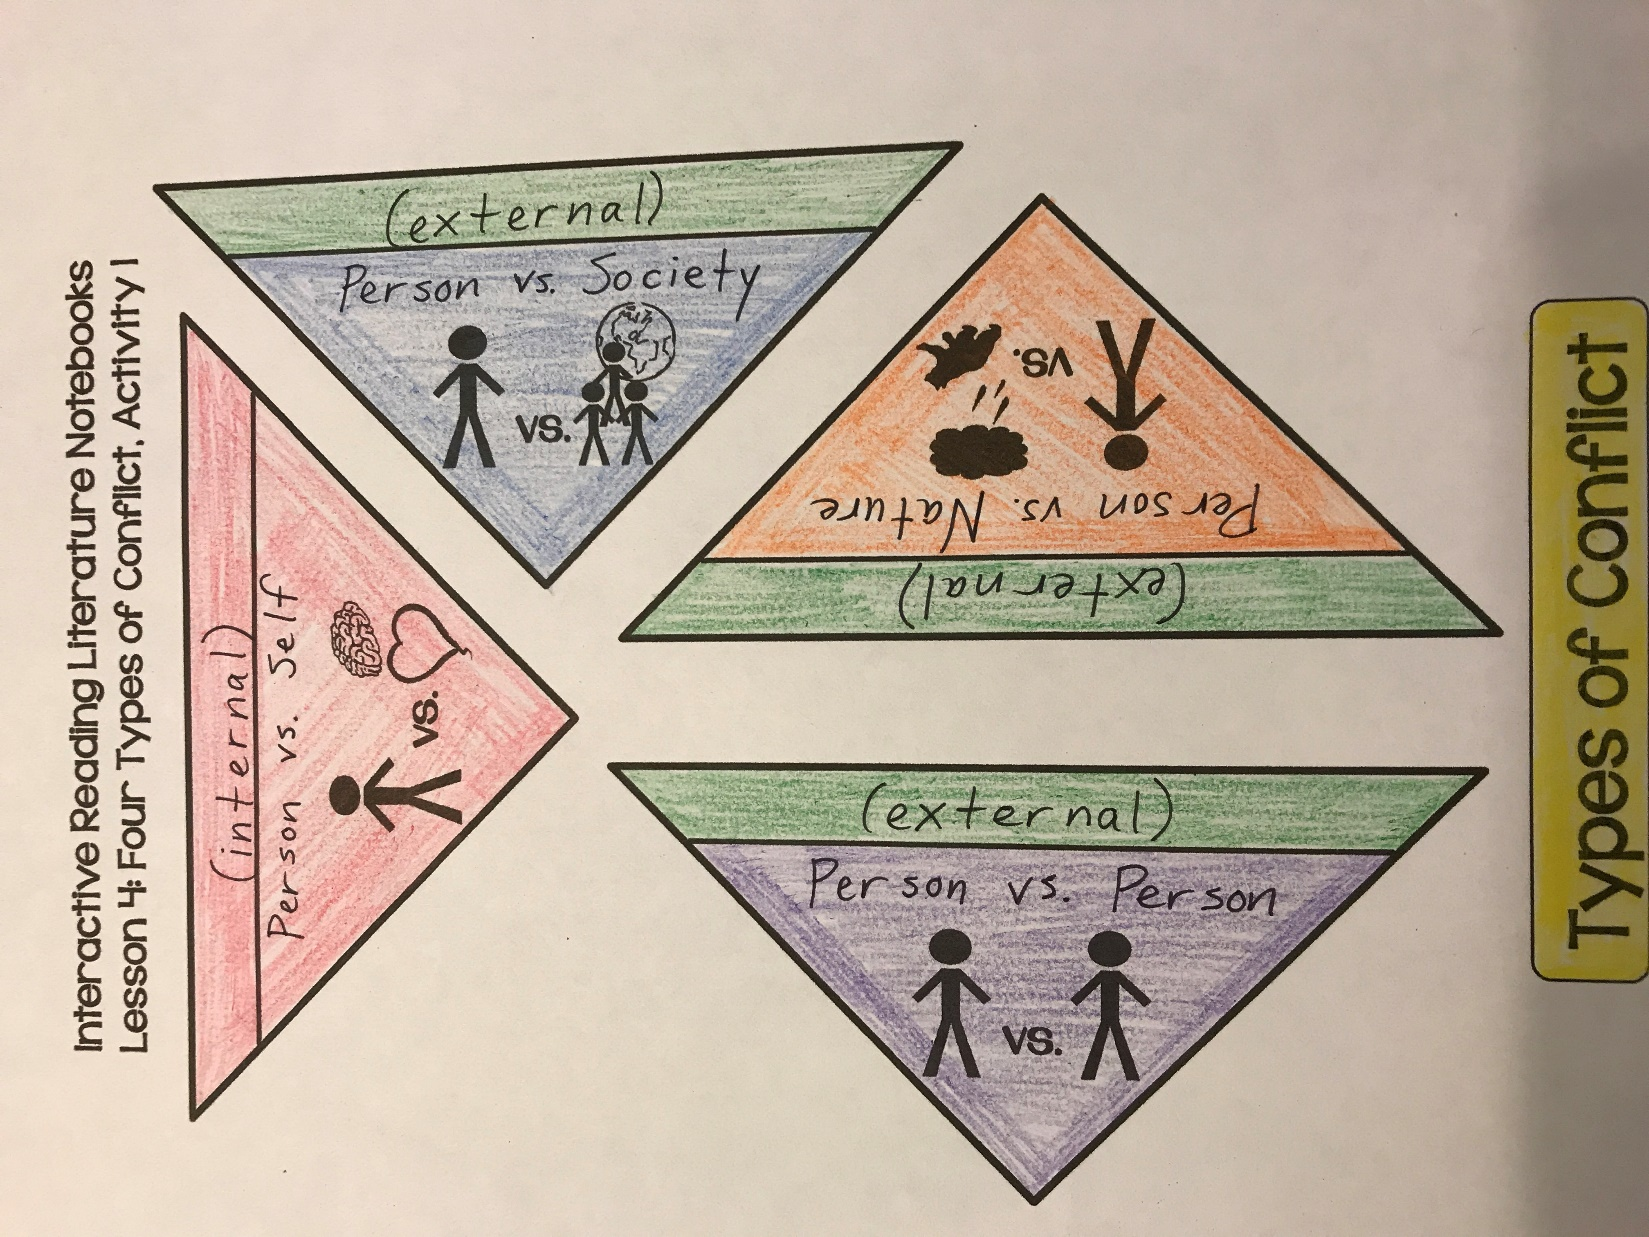 Interactive Reading Literature Notebooks
Lesson 4: Four Types of Conflict, Activity 1
(internal)
Person vs. Self
vs.
(external)
Person vs. Society
vs.
(external)
Person vs. Nature
vs.
(external)
Person vs. Person
vs.
Types of Conflict